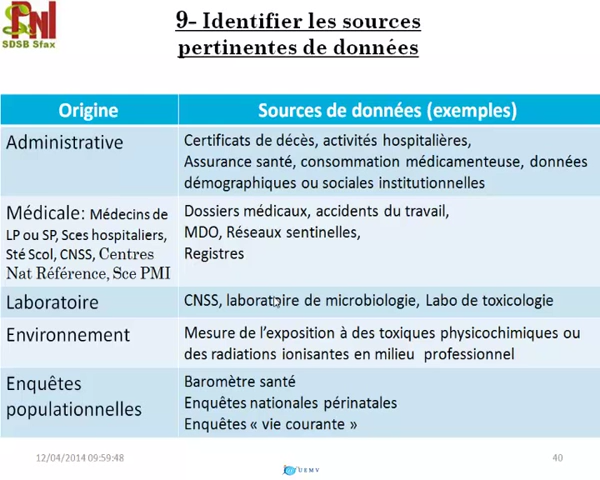 PNI
SDSB Sfax
9- Identifier les sources
pertinentes de données
Origine
Sources de données (exemples)
Administrative
Certificats de décès, activités hospitalières,
Assurance santé, consommation médicamenteuse, données
démographiques ou sociales institutionnelles
Médicale: Médecins de
LP ou SP, Sces hospitaliers,
Sté Scol, CNSS, Centres
Nat Référence, Sce PMI
Dossiers médicaux, accidents du travail,
MDO, Réseaux sentinelles,
Registres
Laboratoire
CNSS, laboratoire de microbiologie, Labo de toxicologie
Environnement
Mesure de l'exposition à des toxiques physicochimiques ou
des radiations ionisantes en milieu professionnel
Enquêtes
populationnelles
Baromètre santé
Enquêtes nationales périnatales
Enquêtes « vie courante »
12/04/2014 09:59:48
40
UEMV